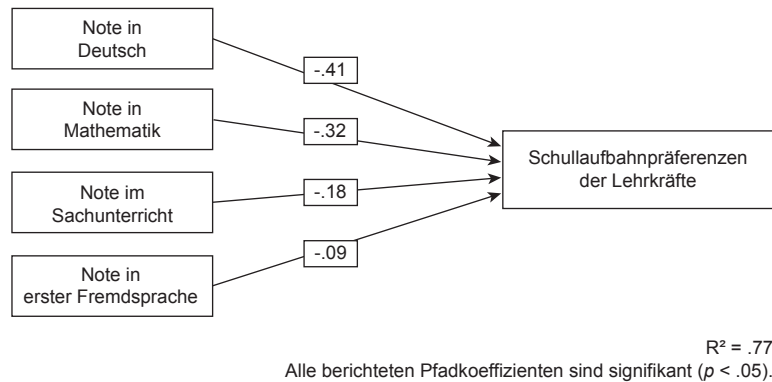 Note in
Deutsch
-.41
Note in
Mathematik
-.32
Schullaufbahnpräferenzen
der Lehrkräfte
Note im
Sachunterricht
-.18
Note in
erster Fremdsprache
-.09
R² = .77
Alle berichteten Pfadkoeffizienten sind signifikant (p < .05).